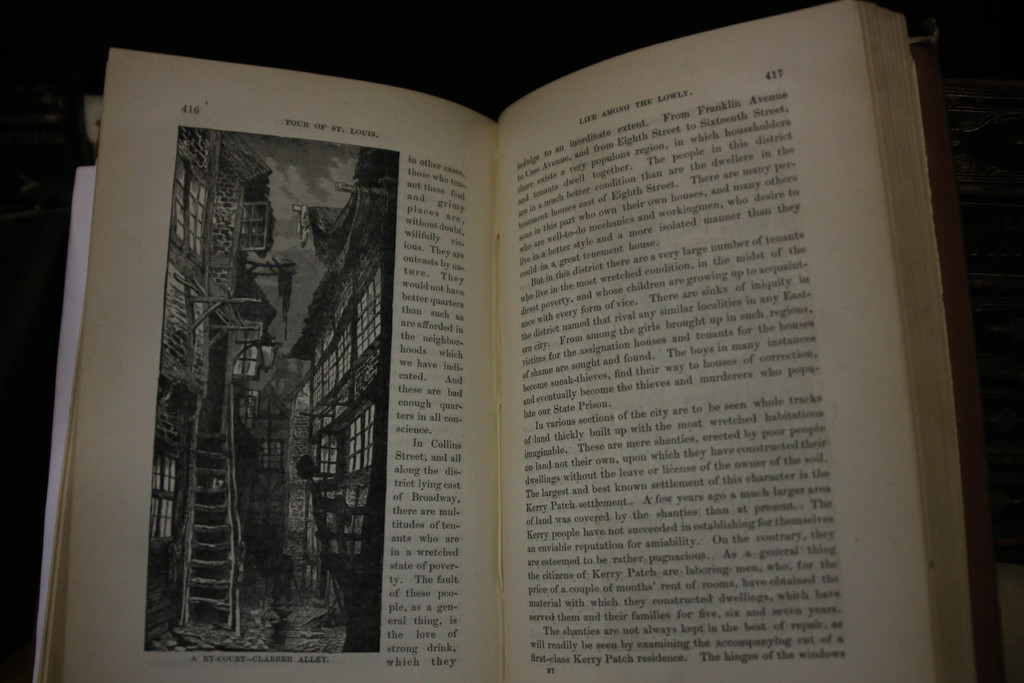 416
TOUR OF ST. LOUIS.
in other cases,
those who ten-
ant these foul
and grimy
places are,
without doubt,
willfully vic-
ious. They are
outcasts by na-
ture. They
would not have
better quarters
than such as
are afforded in
the neighbor-
hoods which
we have indi-
cated. And
these are bad
enough quar-
ters in all con-
science.
In Collins
Street, and all
along the dis-
trict lying east
of Broadway,
there are mul-
titudes of ten-
ants who are
in a wretched
state of pover-
ty. The fault
of these peo-
ple, as a gen-
eral thing, is
the love of
strong drink,
which they
A BY-COURT—CLABBER ALLEY.
417
LIFE AMONG THE LOWLY.
indulge to an inordinate extent. From Franklin Avenue
to Cass Avenue, and from Eighth Street to Sixteenth Street,
there exists a very populous region, in which householders
and tenants dwell together. The people in this district
are in a much better condition than are the dwellers in the
tenement houses east of Eighth Street. There are many per-
sons in this part who own their own houses, and many others
who are well-to-do mechanics and workingmen, who desire to
live in a better style and a more isolated manner than they
could in a great tenement house.
But in this district there are a very large number of tenants
who live in the most wretched condition, in the midst of the
direst poverty, and whose children are growing up to acquaint-
ance with every form of vice. There are sinks of iniquity in
the district named that rival any similar localities in any East-
ern city. From among the girls brought up in such regions,
victims for the assignation houses and tenants for the houses
of shame are sought and found. The boys in many instances
become sneak-thieves, find their way to houses of correction,
and eventually become the thieves and murderers who popu-
late our State Prison.
In various sections of the city are to be seen whole tracks
of land thickly built up with the most wretched habitations
imaginable. These are mere shanties, erected by poor people
on land not their own, upon which they have constructed their
dwellings without the leave or license of the owner of the soil.
The largest and best known settlement of this character is the
Kerry Patch settlement. A few years ago a much larger area
of land was covered by the shanties than at present. The
Kerry people have not succeeded in establishing for themselves
an enviable reputation for amiability. On the contrary, they
are esteemed to be rather pugnacious. As a general thing
the citizens of Kerry Patch are laboring men, who, for the
price of a couple of months' rent of rooms, have obtained the
material with which they constructed dwellings, which have
served them and their families for five, six and seven years.
The shanties are not always kept in the best of repair, as
will readily be seen by examining the accompanying cut of a
first-class Kerry Patch residence. The hinges of the windows
27